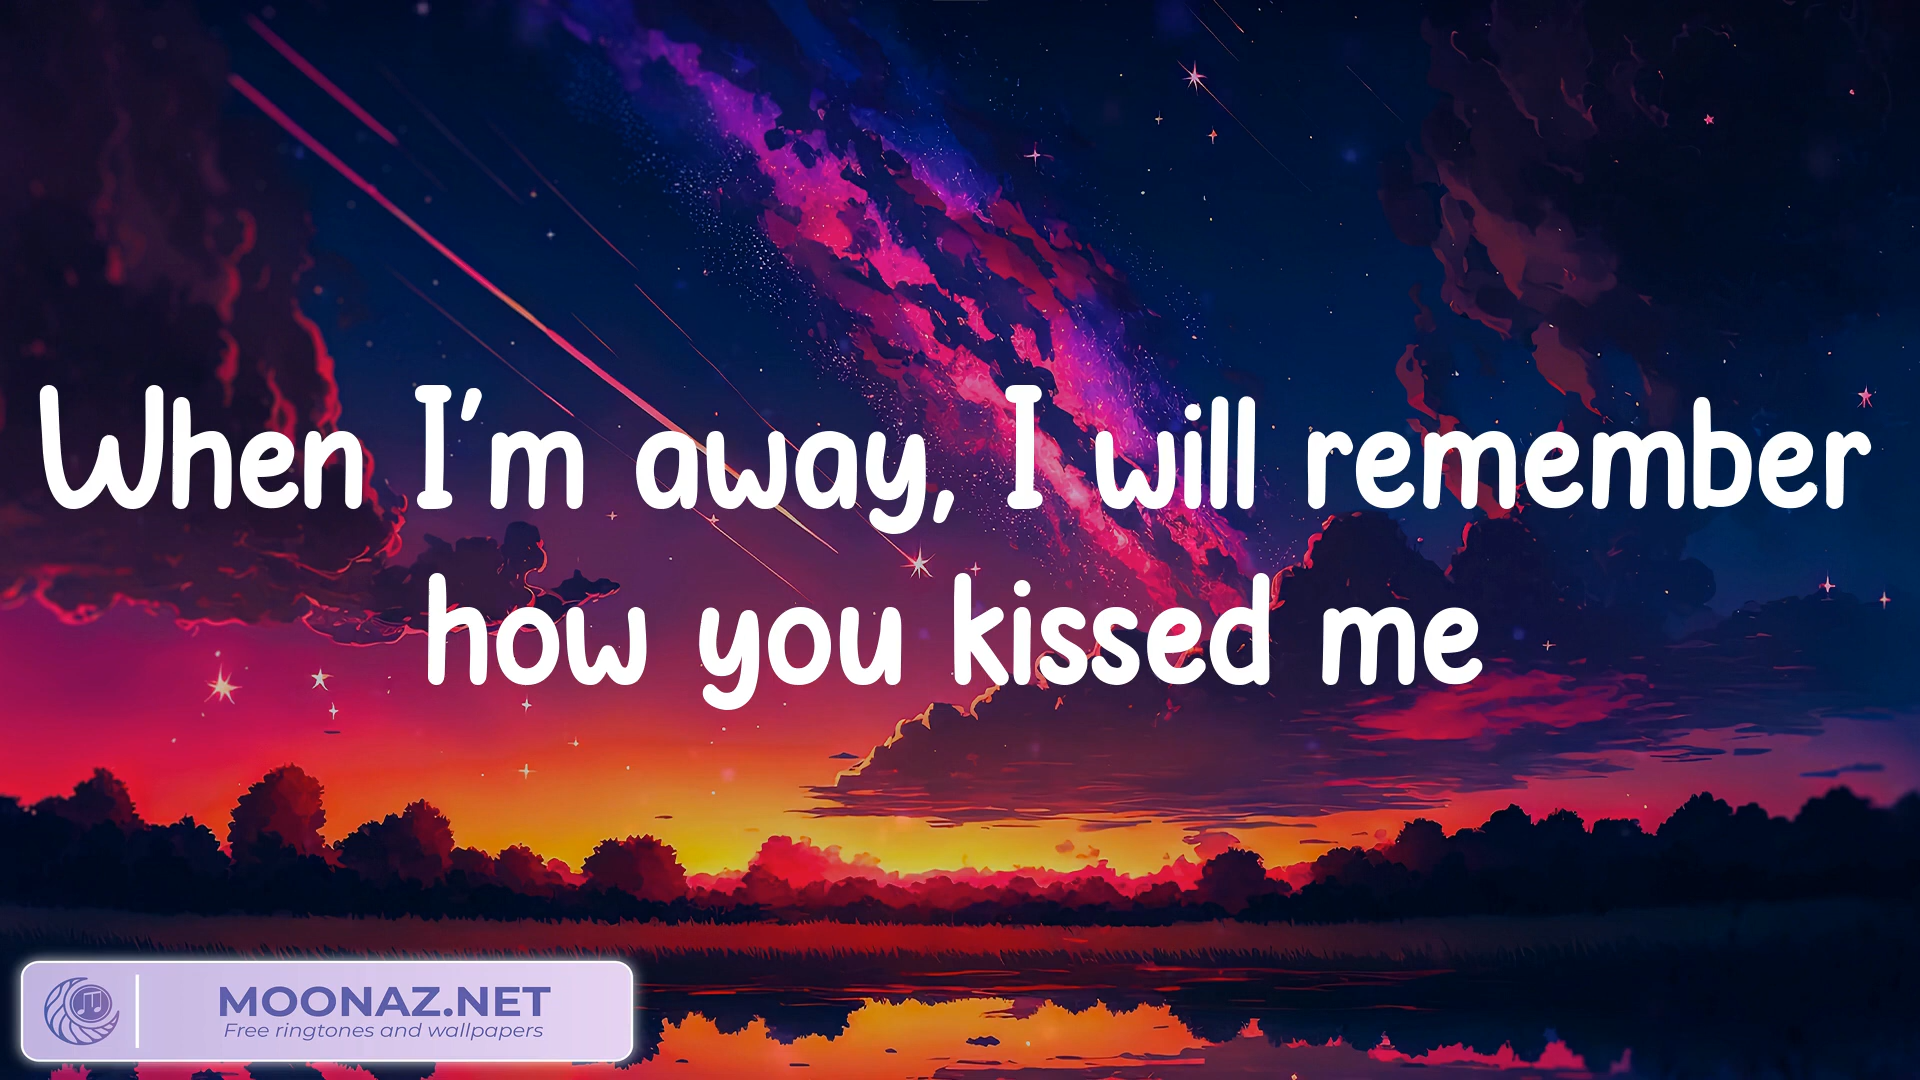 When I'm away, I will remember
how you kissed me
MOONAZ.NET
Free ringtones and wallpapers